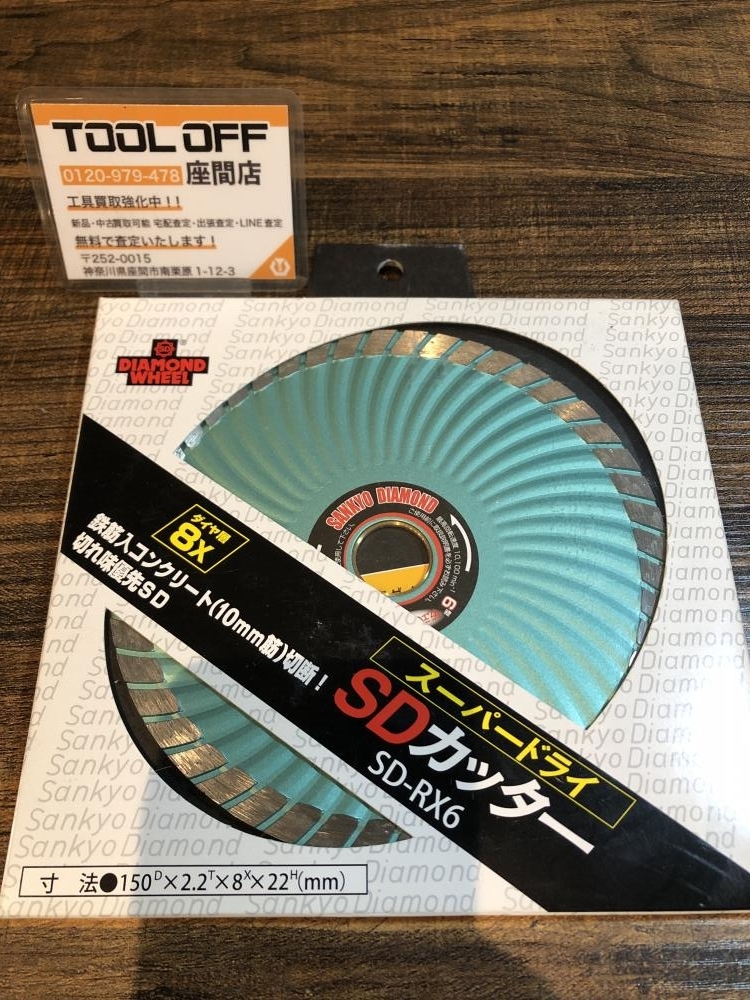 TOOL OFF
0120-979-478 座間店
工具買取強化中!!
新品・中古買取可能 宅配査定・出張査定・LINE査定
無料で査定いたします!
〒252-0015
神奈川県座間市南栗原1-12-3
DIAMOND
WHEEL
SANKYO DIAMOND
ダイヤ層
8X
鉄筋入コンクリート(10mm筋)切断!
切れ味優先SD
スーパードライ
SDカッター
SD-RX6
寸 法●150ᴰ×2.2ᵀ×8ˣ×22ᴴ(mm)
Sankyo Diamond